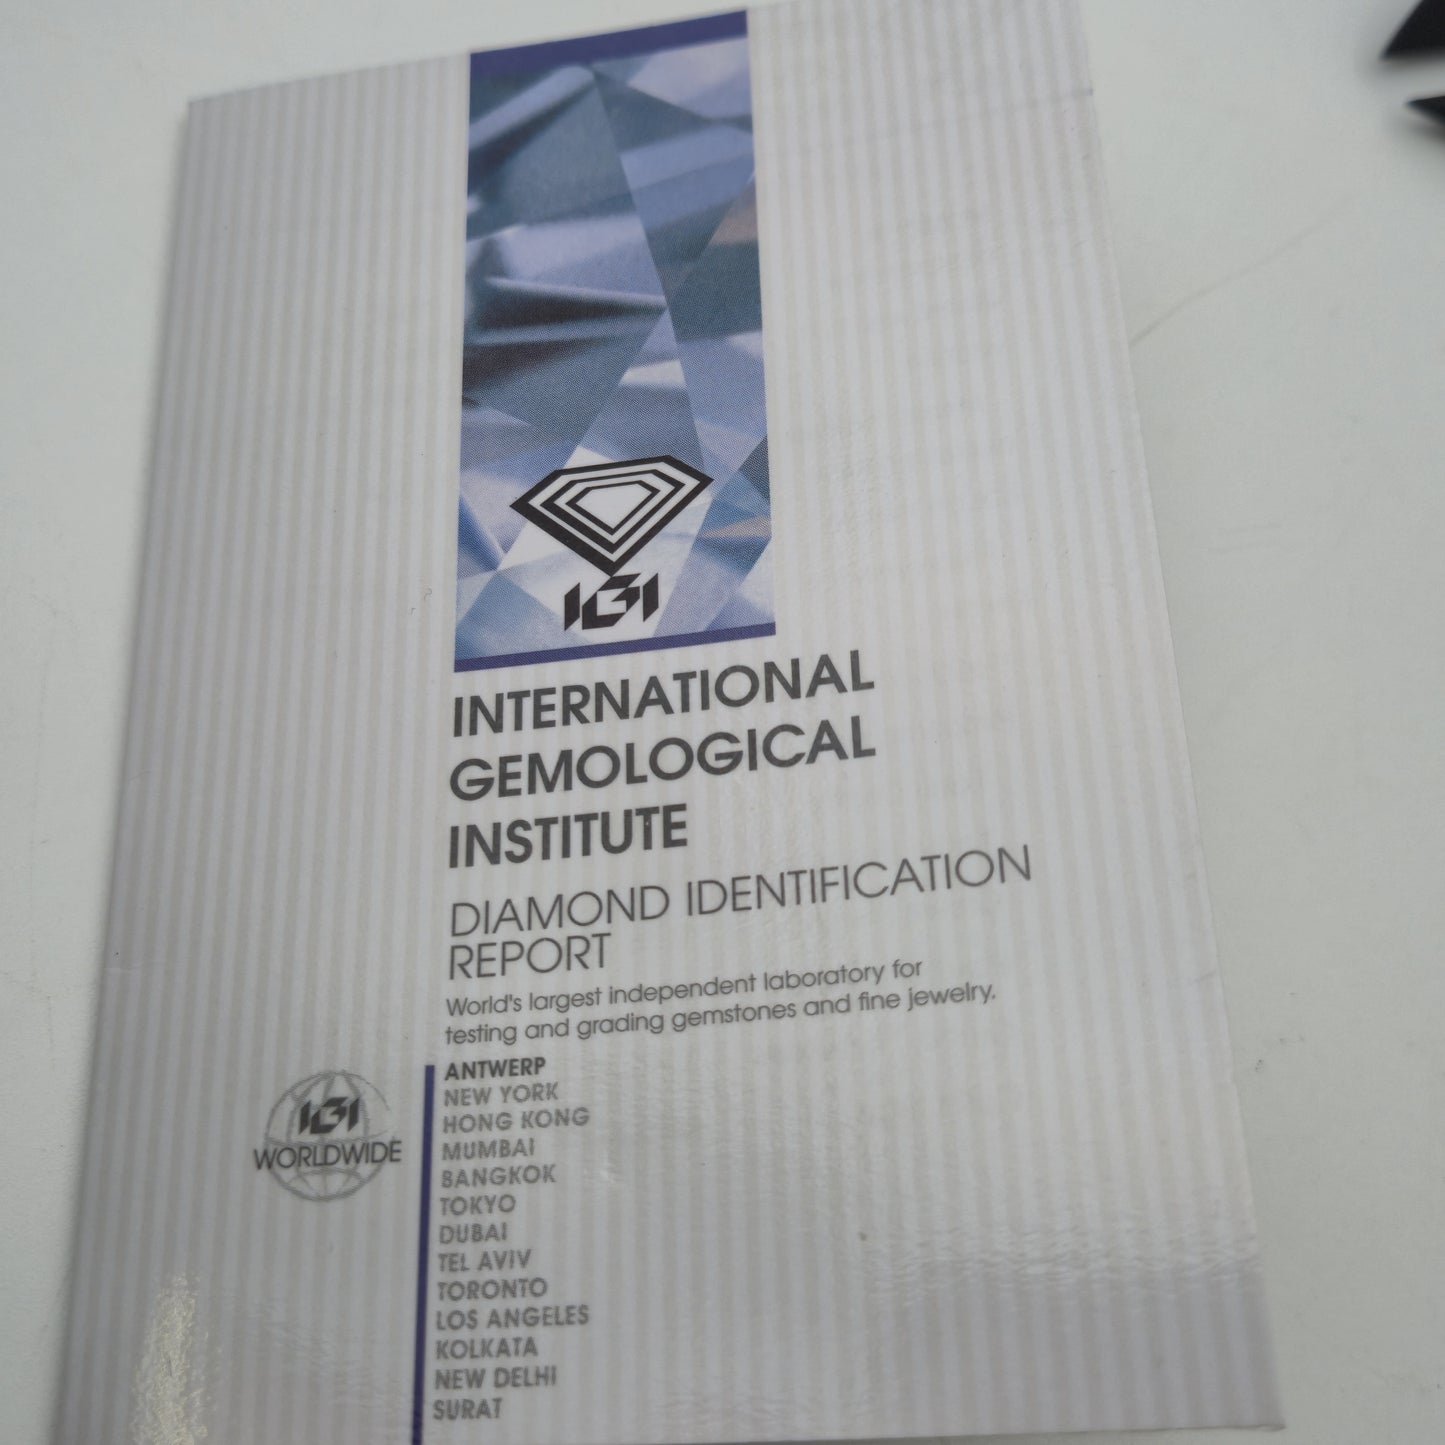 IGI
INTERNATIONAL
GEMOLOGICAL
INSTITUTE
DIAMOND IDENTIFICATION
REPORT
World's largest independent laboratory for
testing and grading gemstones and fine jewelry.
IGI
WORLDWIDE
ANTWERP
NEW YORK
HONG KONG
MUMBAI
BANGKOK
TOKYO
DUBAI
TEL AVIV
TORONTO
LOS ANGELES
KOLKATA
NEW DELHI
SURAT